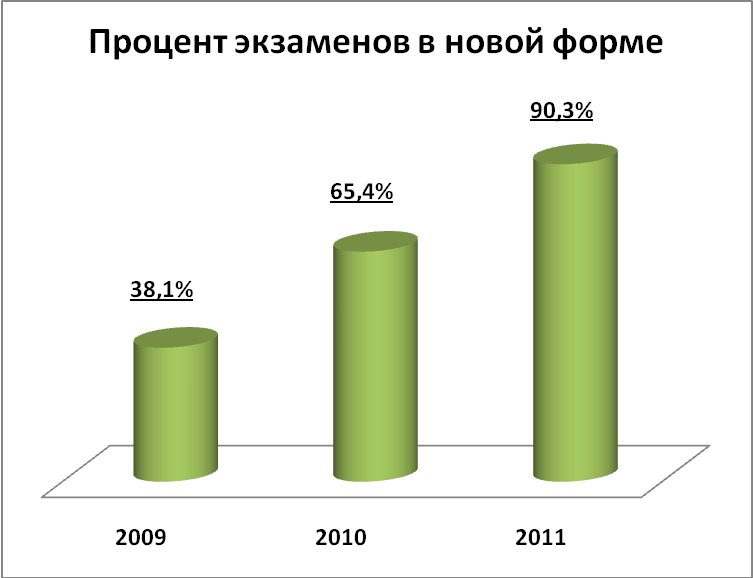 Процент экзаменов в новой форме
90,3%
65,4%
38,1%
2009 2010 2011